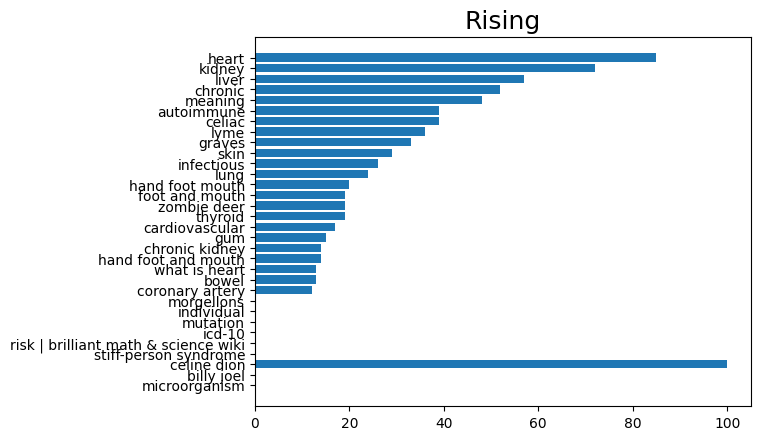 Rising
heart
kidney
liver
chronic
meaning
autoimmune
celiac
lyme
graves
skin
infectious
lung
hand foot mouth
foot and mouth
zombie deer
thyroid
cardiovascular
gum
chronic kidney
hand foot and mouth
what is heart
bowel
coronary artery
morgellons
individual
mutation
icd-10
risk | brilliant math & science wiki
stiff-person syndrome
celine dion
billy joel
microorganism
0 20 40 60 80 100